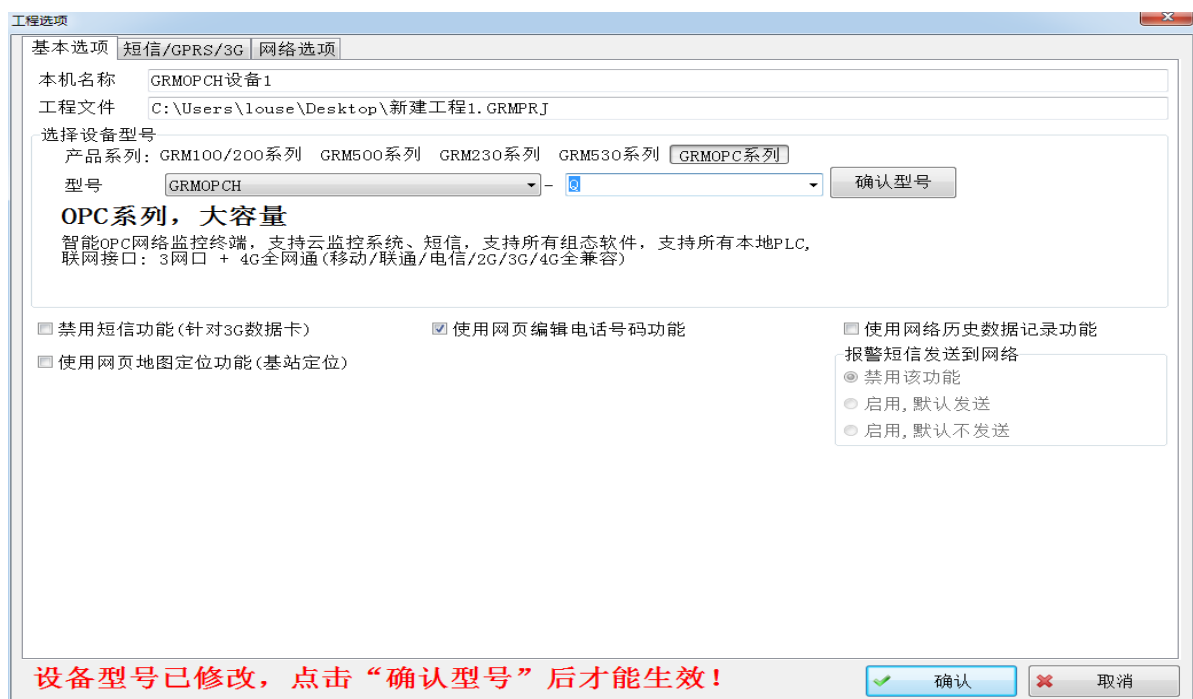 工程选项
基本选项 短信/GPRS/3G 网络选项
本机名称 GRMOPCH设备1
工程文件 C:\Users\louse\Desktop\新建工程1.GRMPRJ
选择设备型号
产品系列: GRM100/200系列 GRM500系列 GRM230系列 GRM530系列 GRMOPC系列
型号 GRMOPCH - Q 确认型号
OPC系列，大容量
智能OPC网络监控终端，支持云监控系统、短信，支持所有组态软件，支持所有本地PLC,
联网接口: 3网口 + 4G全网通(移动/联通/电信/2G/3G/4G全兼容)
禁用短信功能(针对3G数据卡) 使用网页编辑电话号码功能 使用网络历史数据记录功能
使用网页地图定位功能(基站定位)
报警短信发送到网络
禁用该功能
启用,默认发送
启用,默认不发送
设备型号已修改，点击“确认型号”后才能生效！ 确认 取消